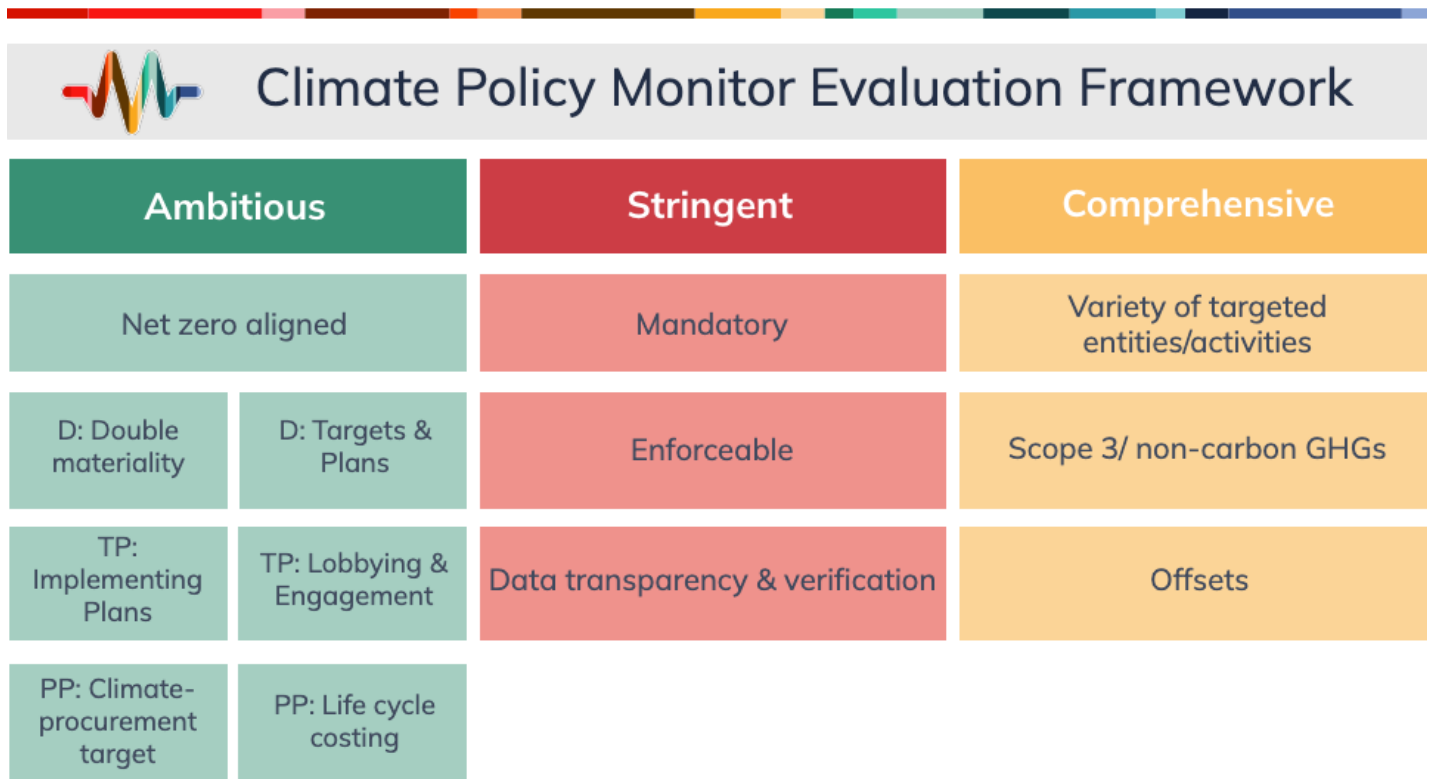 Climate Policy Monitor Evaluation Framework
Ambitious
Stringent
Comprehensive
Net zero aligned
Mandatory
Variety of targeted
entities/activities
D: Double
materiality
D: Targets &
Plans
Enforceable
Scope 3/ non-carbon GHGs
TP:
Implementing
Plans
TP: Lobbying &
Engagement
Data transparency & verification
Offsets
PP: Climate-
procurement
target
PP: Life cycle
costing